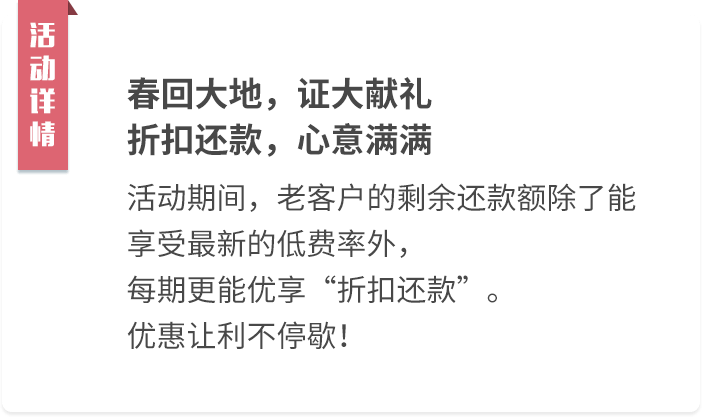 活动详情
春回大地，证大献礼
折扣还款，心意满满
活动期间，老客户的剩余还款额除了能
享受最新的低费率外，
每期更能优享“折扣还款”。
优惠让利不停歇！